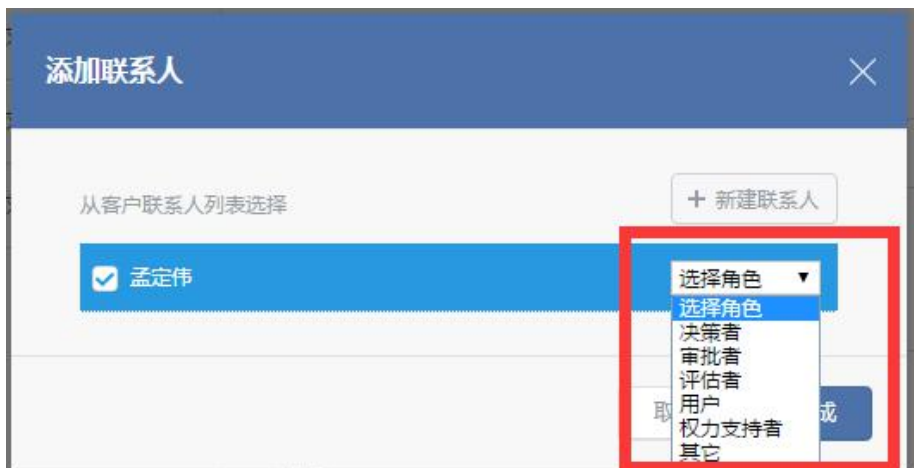 添加联系人
从客户联系人列表选择
+ 新建联系人
孟定伟
选择角色
选择角色
决策者
审批者
评估者
用户
权力支持者
其它
取
成